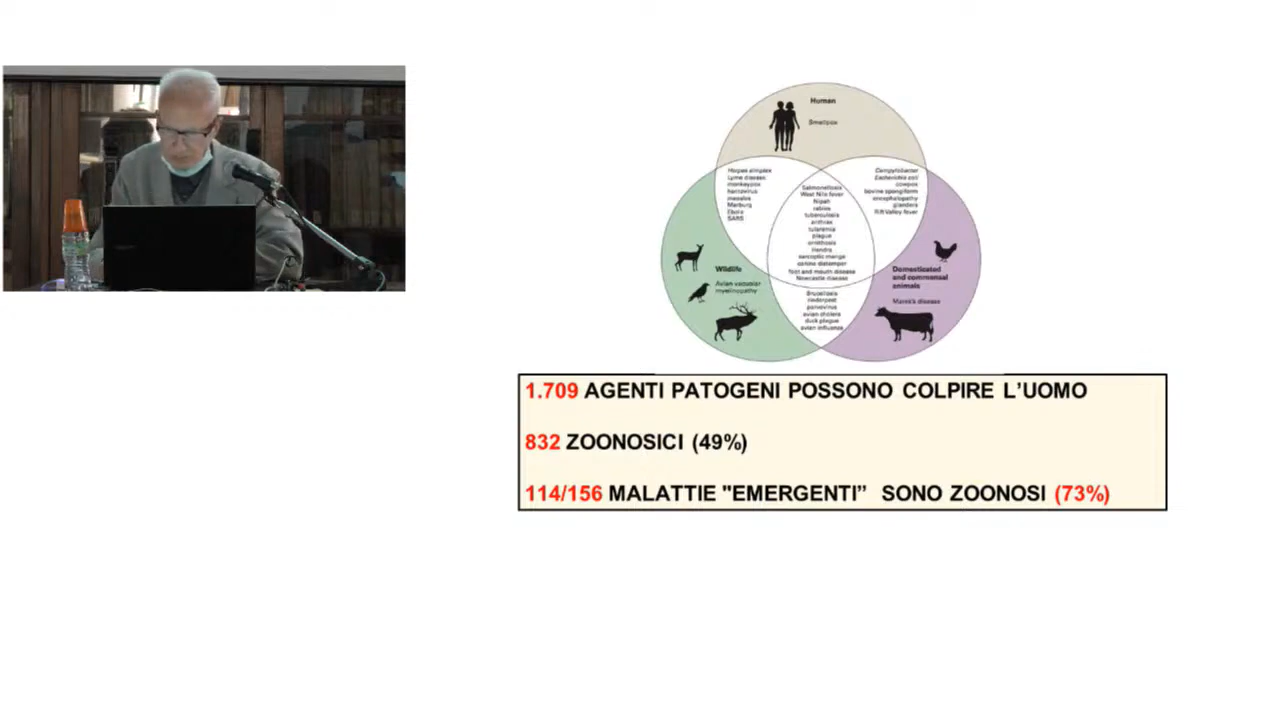 Human
Smallpox
Herpes simplex
Lyme disease
monkeypox
hantavirus
measles
Marburg
Ebola
SARS
Campylobacter
Escherichia coli
cowpox
bovine spongiform
encephalopathy
glanders
Rift Valley fever
Salmonellosis
West Nile fever
Nipah
rabies
tuberculosis
anthrax
tularemia
plague
ornithosis
Hendra
sarcoptic mange
canine distemper
foot and mouth disease
Newcastle disease
Wildlife
Avian vacuolar
myelinopathy
Domesticated
and commensal
animals
Marek's disease
Brucellosis
rinderpest
parvovirus
avian cholera
duck plague
avian influenza
1.709 AGENTI PATOGENI POSSONO COLPIRE L’UOMO
832 ZOONOSICI (49%)
114/156 MALATTIE "EMERGENTI” SONO ZOONOSI (73%)